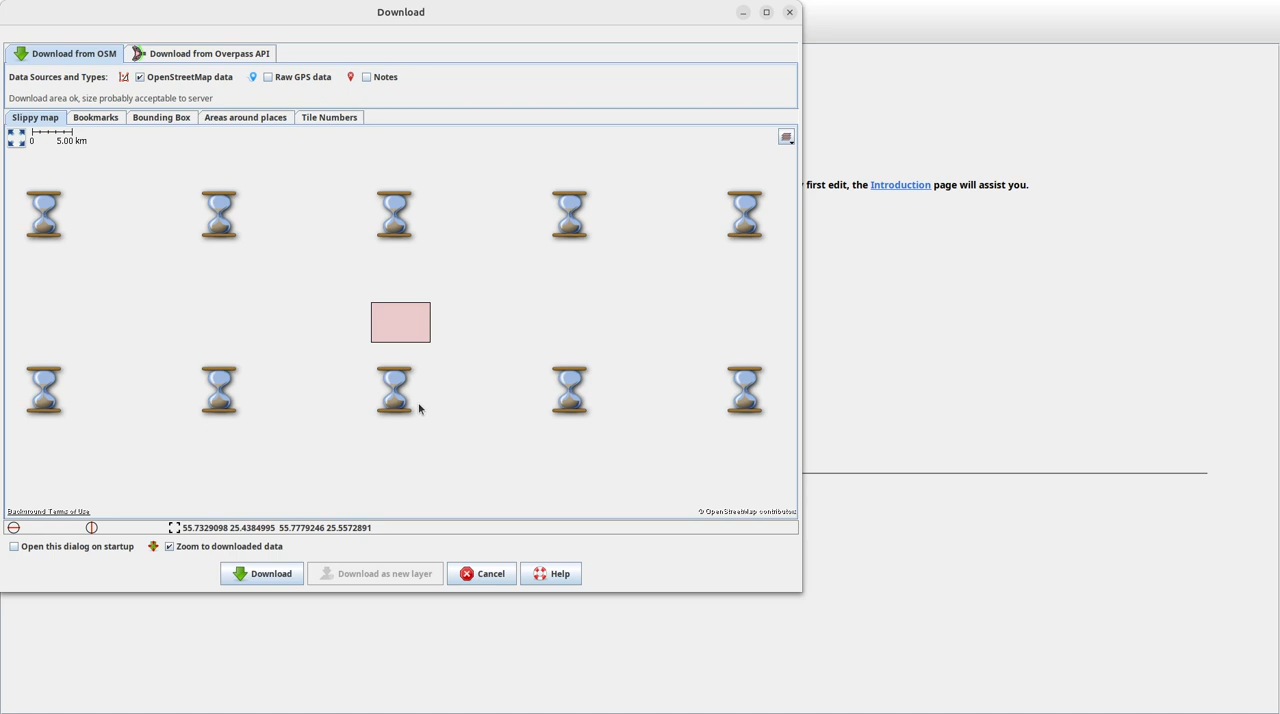 Download
Download from OSM
Download from Overpass API
Data Sources and Types:
OpenStreetMap data
Raw GPS data
Notes
Download area ok, size probably acceptable to server
Slippy map
Bookmarks
Bounding Box
Areas around places
Tile Numbers
0 5.00 km
first edit, the Introduction page will assist you.
Background Terms of Use
© OpenStreetMap contributors
55.7329098 25.4384995 55.7779246 25.5572891
Open this dialog on startup
Zoom to downloaded data
Download
Download as new layer
Cancel
Help